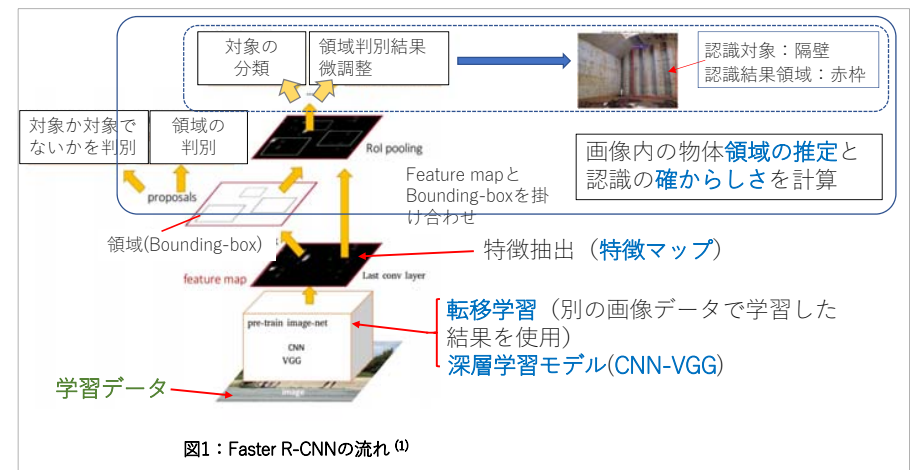 対象の
分類
領域判別結果
微調整
認識対象：隔壁
認識結果領域：赤枠
対象か対象で
ないかを判別
領域の
判別
RoI pooling
画像内の物体領域の推定と
認識の確からしさを計算
proposals
Feature mapと
Bounding-boxを掛
け合わせ
領域(Bounding-box)
特徴抽出（特徴マップ）
feature map
Last conv layer
転移学習（別の画像データで学習した
結果を使用）
深層学習モデル(CNN-VGG)
pre-train image-net
CNN
VGG
学習データ
image
図1：Faster R-CNNの流れ (1)